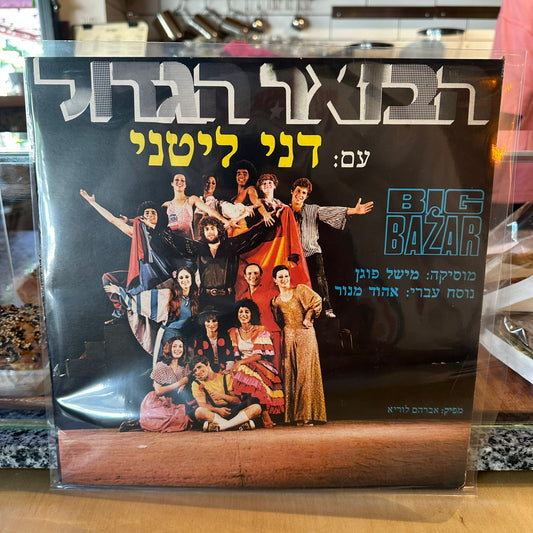 הבזאר הגדול
עם: דני ליטני
BIG
BAZAR
מוסיקה: מישל פוגן
נוסח עברי: אהוד מנור
מפיק: אברהם לוריא